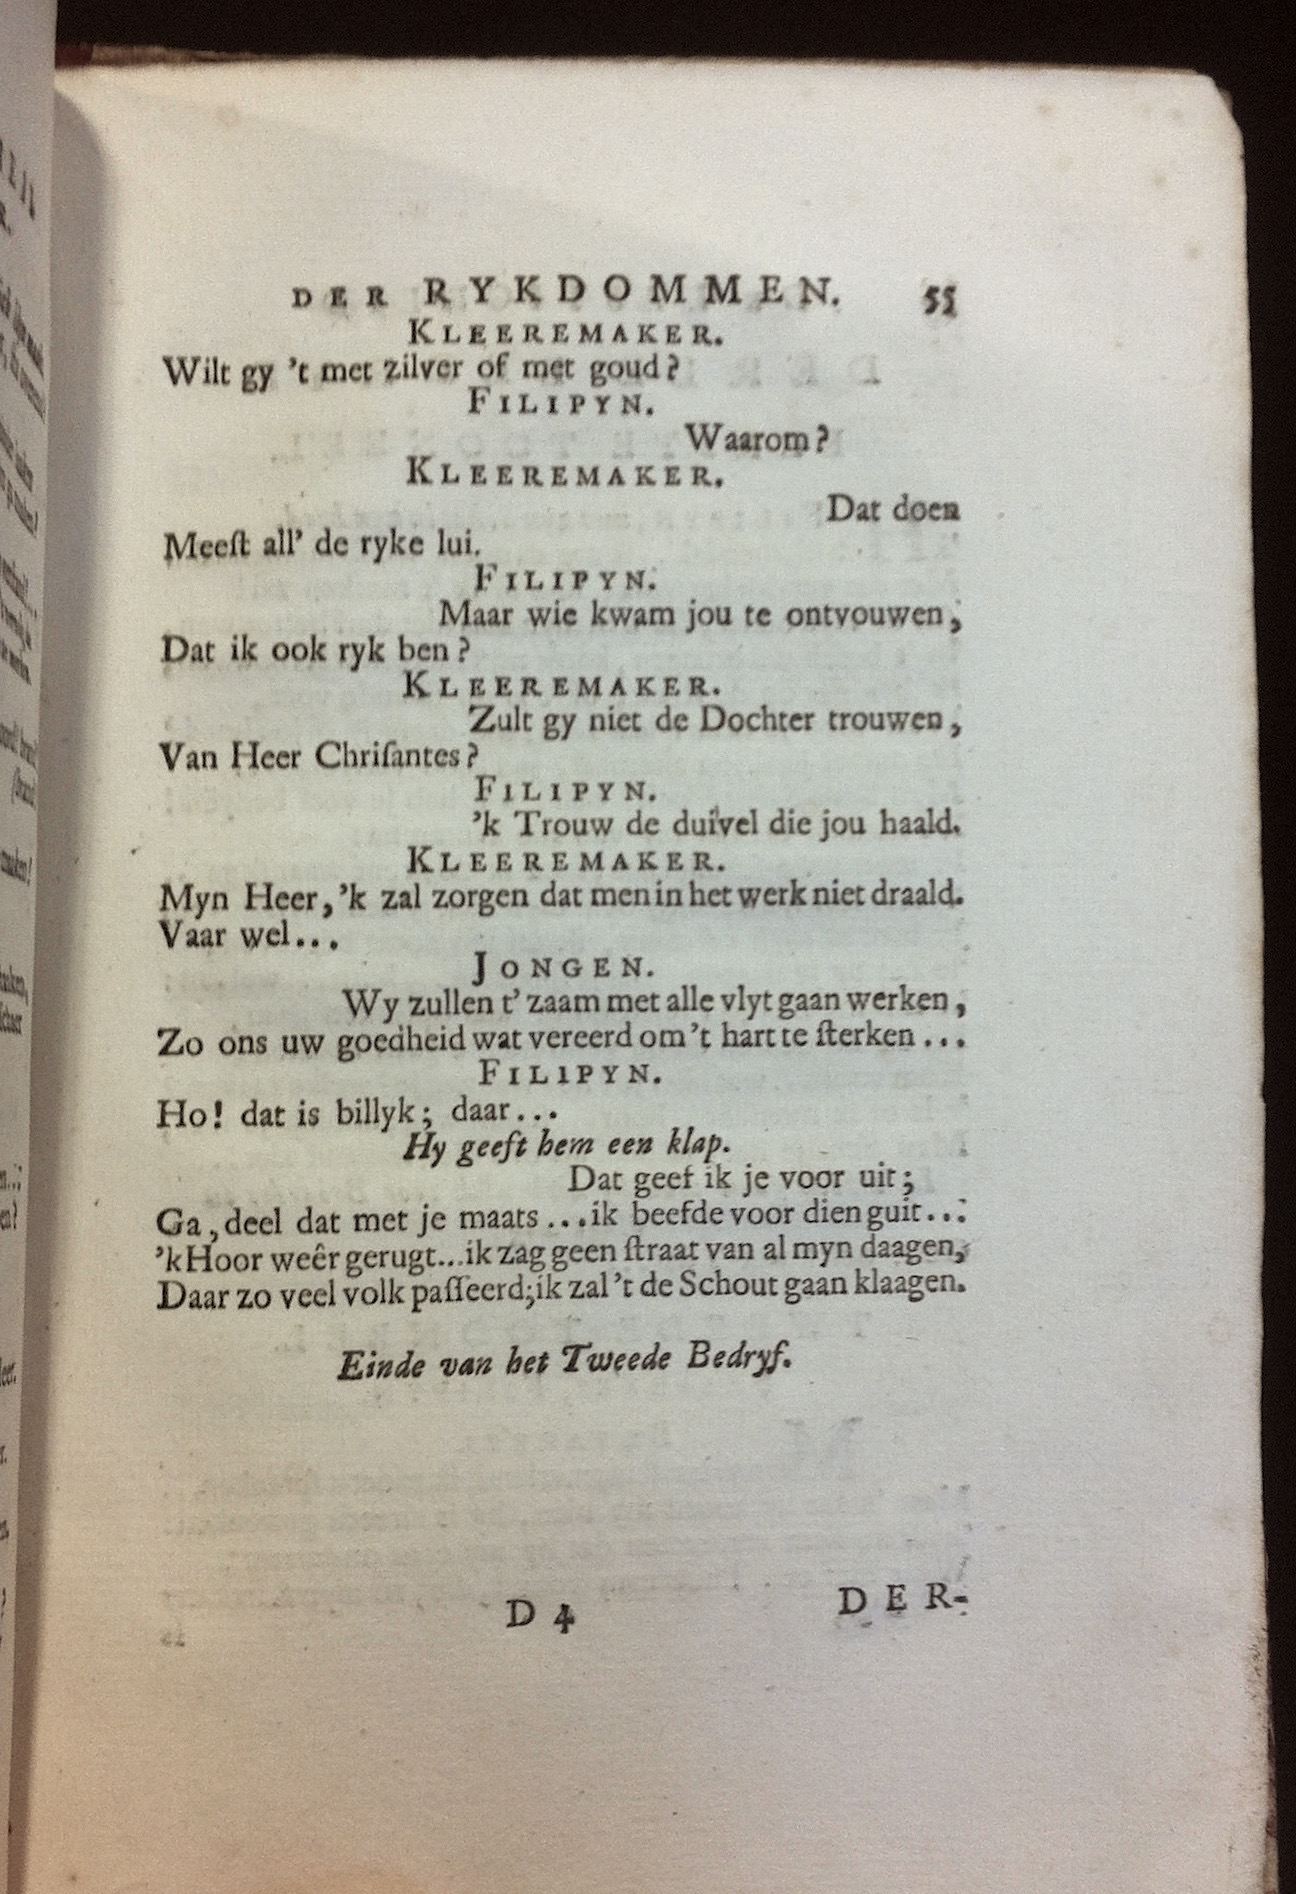 DER RYKDOMMEN. 55
KLEEREMAKER.
Wilt gy 't met zilver of met goud?
FILIPYN.
Waarom?
KLEEREMAKER.
Dat doen
Meeſt all' de ryke lui.
FILIPYN.
Maar wie kwam jou te ontvouwen,
Dat ik ook ryk ben?
KLEEREMAKER.
Zult gy niet de Dochter trouwen,
Van Heer Chriſantes?
FILIPYN.
'k Trouw de duivel die jou haald.
KLEEREMAKER.
Myn Heer, 'k zal zorgen dat men in het werk niet draald.
Vaar wel...
JONGEN.
Wy zullen t' zaam met alle vlyt gaan werken,
Zo ons uw goedheid wat vereerd om 't hart te ſterken...
FILIPYN.
Ho! dat is billyk; daar...
Hy geeft hem een klap.
Dat geef ik je voor uit;
Ga, deel dat met je maats ...ik beefde voor dien guit...
'k Hoor weêr gerugt...ik zag geen ſtraat van al myn daagen,
Daar zo veel volk paſſeerd;ik zal 't de Schout gaan klaagen.
Einde van het Tweede Bedryf.
D 4 DER-